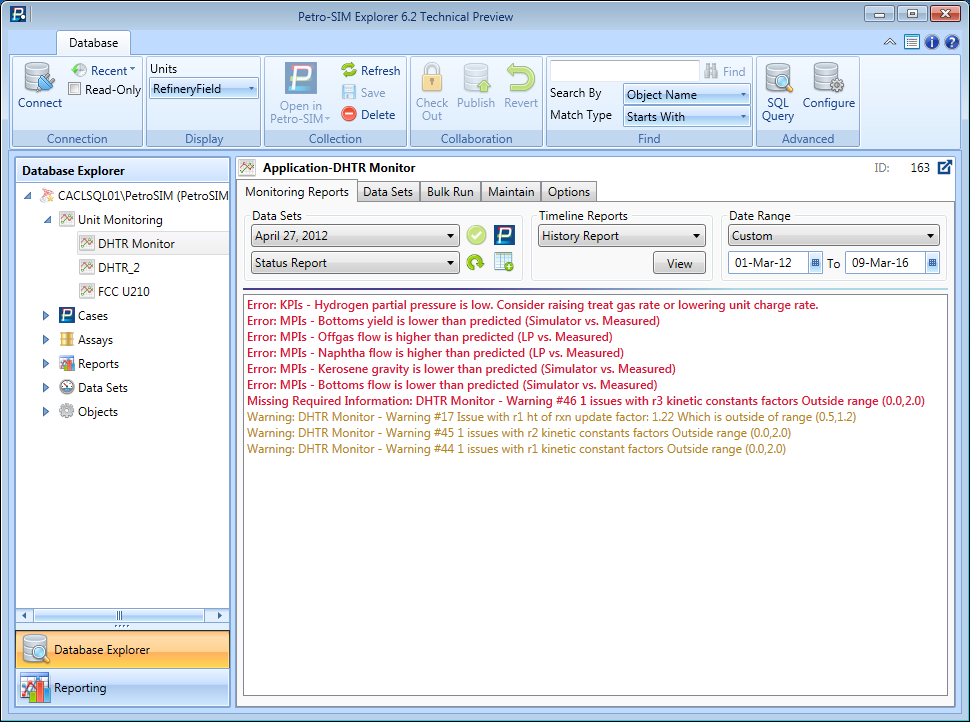 Petro-SIM Explorer 6.2 Technical Preview
Database
Connect
Recent
Read-Only
Connection
Units
RefineryField
Display
Open in
Petro-SIM
Refresh
Save
Delete
Collection
Check
Out
Publish
Revert
Collaboration
Find
Search By
Object Name
Match Type
Starts With
Find
SQL
Query
Configure
Advanced
Database Explorer
CACLSQL01\PetroSIM (PetroSIM
Unit Monitoring
DHTR Monitor
DHTR_2
FCC U210
Cases
Assays
Reports
Data Sets
Objects
Database Explorer
Reporting
Application-DHTR Monitor
ID: 163
Monitoring Reports
Data Sets
Bulk Run
Maintain
Options
Data Sets
April 27, 2012
Status Report
Timeline Reports
History Report
View
Date Range
Custom
01-Mar-12 To 09-Mar-16
Error: KPIs - Hydrogen partial pressure is low. Consider raising treat gas rate or lowering unit charge rate.
Error: MPIs - Bottoms yield is lower than predicted (Simulator vs. Measured)
Error: MPIs - Offgas flow is higher than predicted (LP vs. Measured)
Error: MPIs - Naphtha flow is higher than predicted (LP vs. Measured)
Error: MPIs - Kerosene gravity is lower than predicted (Simulator vs. Measured)
Error: MPIs - Bottoms flow is lower than predicted (Simulator vs. Measured)
Missing Required Information: DHTR Monitor - Warning #46 1 issues with r3 kinetic constants factors Outside range (0.0,2.0)
Warning: DHTR Monitor - Warning #17 Issue with r1 ht of rxn update factor: 1.22 Which is outside of range (0.5,1.2)
Warning: DHTR Monitor - Warning #45 1 issues with r2 kinetic constants factors Outside range (0.0,2.0)
Warning: DHTR Monitor - Warning #44 1 issues with r1 kinetic constant factors Outside range (0.0,2.0)